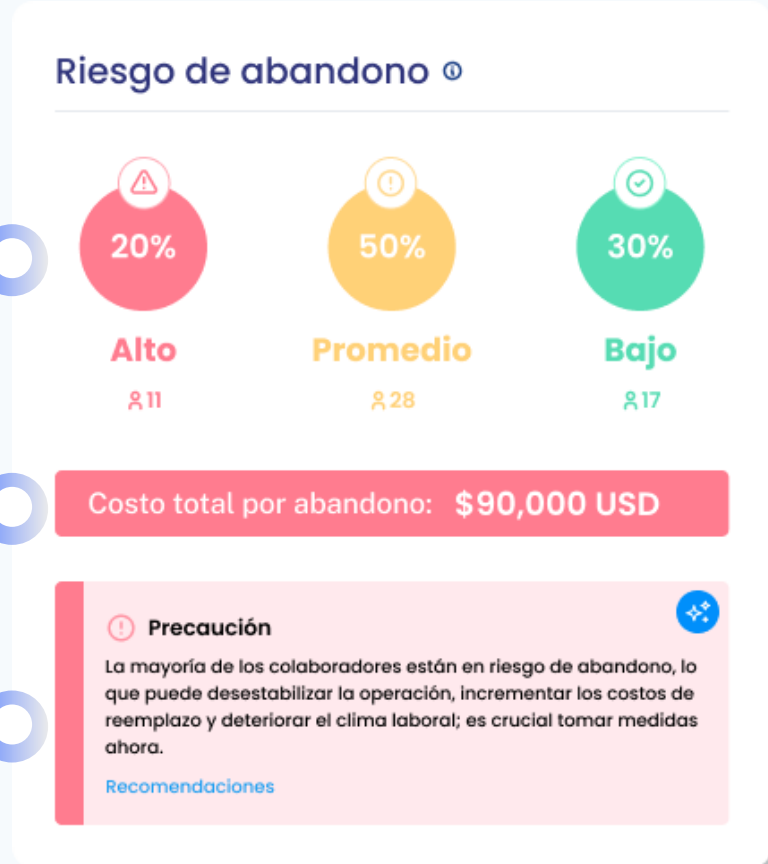 Riesgo de abandono
20%
50%
30%
Alto
Promedio
Bajo
11
28
17
Costo total por abandono: $90,000 USD
Precaución
La mayoría de los colaboradores están en riesgo de abandono, lo
que puede desestabilizar la operación, incrementar los costos de
reemplazo y deteriorar el clima laboral; es crucial tomar medidas
ahora.
Recomendaciones